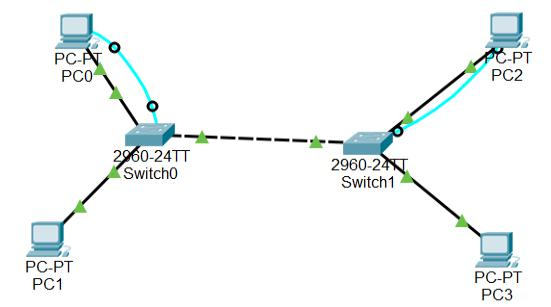 PC-PT
PC0
PC-PT
PC2
2960-24TT
Switch0
2960-24TT
Switch1
PC-PT
PC1
PC-PT
PC3